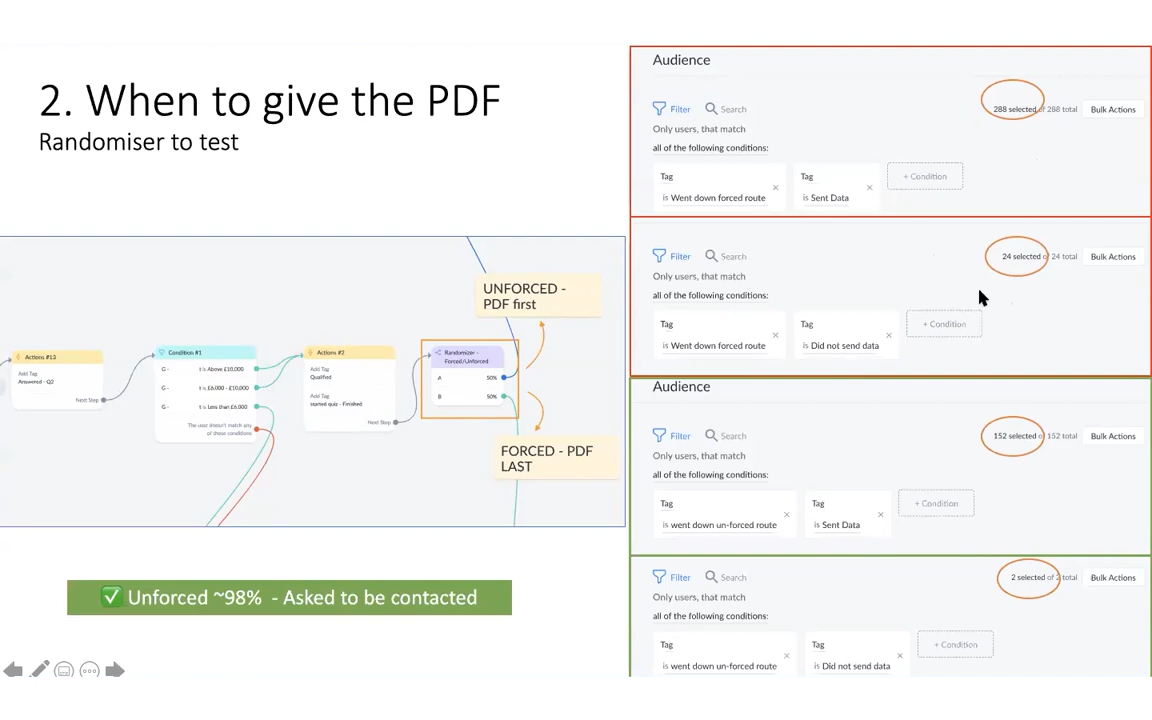 2. When to give the PDF
Randomiser to test
UNFORCED -
PDF first
Actions #13
Add Tag
Answered - Q2
Next Step
Condition #1
G - t is Above £10,000
G - t is £6,000 - £10,000
G - t is Less than £6,000
The user doesn't match any
of these conditions
Actions #2
Add Tag
Qualified
Add Tag
started quiz - Finished
Next Step
Randomizer -
Forced/Unforced
A 50%
B 50%
FORCED - PDF
LAST
✅ Unforced ~98% - Asked to be contacted
Audience
Filter Search 288 selected of 288 total Bulk Actions
Only users, that match
all of the following conditions:
Tag Tag + Condition
is Went down forced route is Sent Data
Filter Search 24 selected of 24 total Bulk Actions
Only users, that match
all of the following conditions:
Tag Tag + Condition
is Went down forced route is Did not send data
Audience
Filter Search 152 selected of 152 total Bulk Actions
Only users, that match
all of the following conditions:
Tag Tag + Condition
is went down un-forced route is Sent Data
Filter Search 2 selected of 2 total Bulk Actions
Only users, that match
all of the following conditions:
Tag Tag + Condition
is went down un-forced route is Did not send data